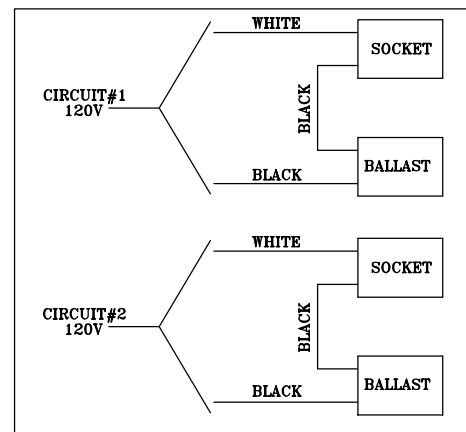 WHITE
SOCKET
CIRCUIT#1
120V
BLACK
BALLAST
BLACK
WHITE
SOCKET
CIRCUIT#2
120V
BLACK
BALLAST
BLACK